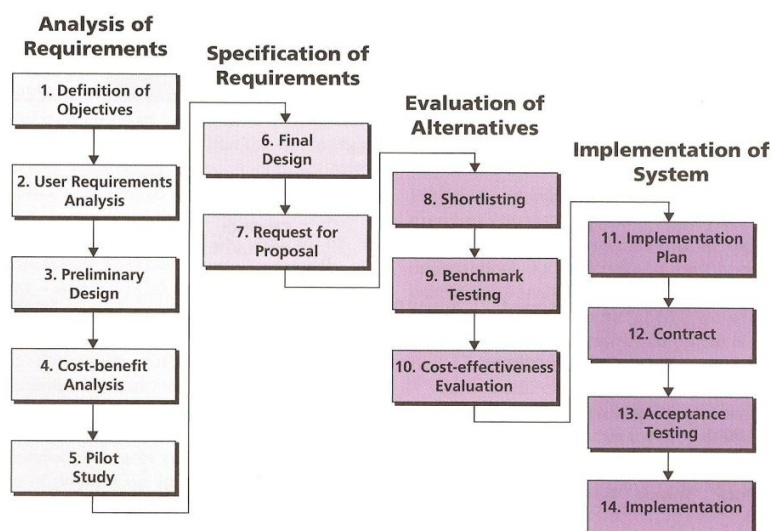 Analysis of
Requirements
1. Definition of
Objectives
2. User Requirements
Analysis
3. Preliminary
Design
4. Cost-benefit
Analysis
5. Pilot
Study
Specification of
Requirements
6. Final
Design
7. Request for
Proposal
Evaluation of
Alternatives
8. Shortlisting
9. Benchmark
Testing
10. Cost-effectiveness
Evaluation
Implementation of
System
11. Implementation
Plan
12. Contract
13. Acceptance
Testing
14. Implementation